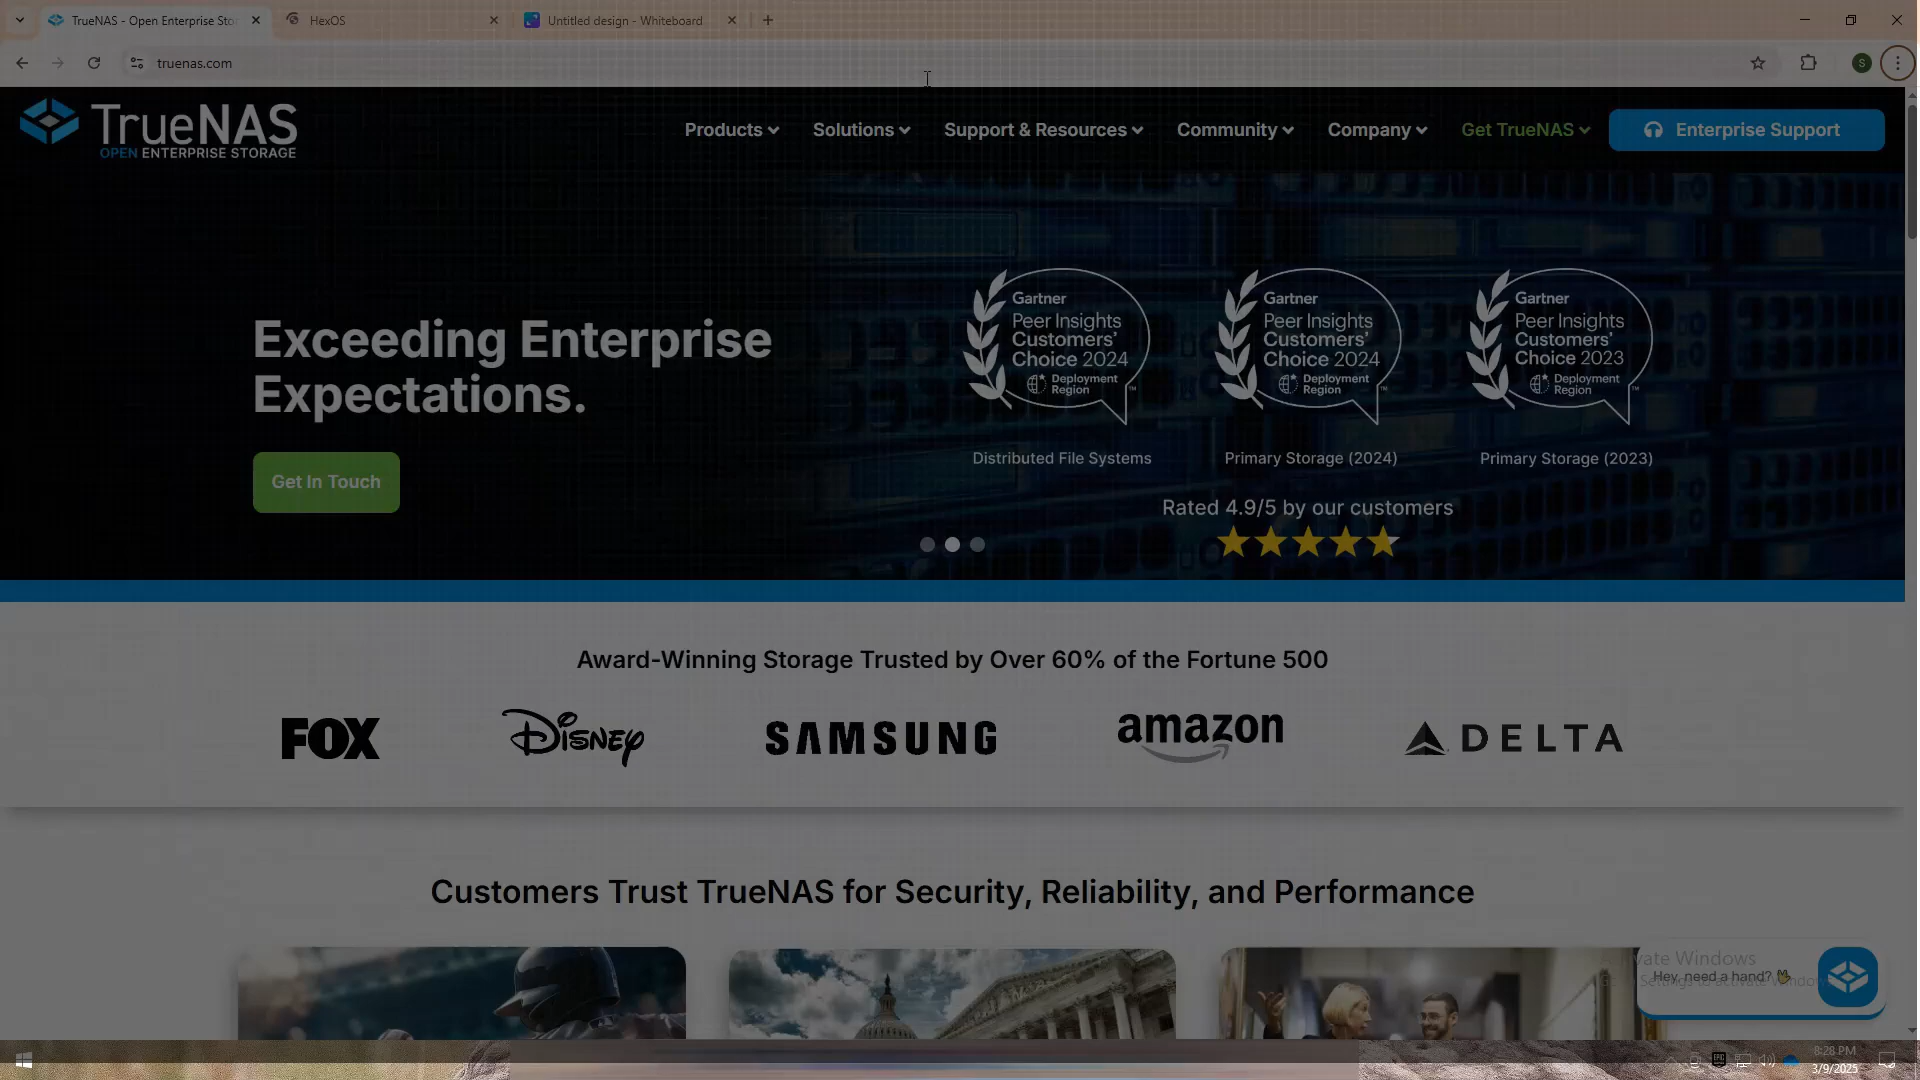 TrueNAS - Open Enterprise Sto
HexOS
Untitled design - Whiteboard
truenas.com
S
TrueNAS
OPEN ENTERPRISE STORAGE
Products
Solutions
Support & Resources
Community
Company
Get TrueNAS
Enterprise Support
Exceeding Enterprise
Expectations.
Get In Touch
Gartner
Peer Insights
Customers'
Choice 2024
Deployment
Region
Distributed File Systems
Gartner
Peer Insights
Customers'
Choice 2024
Deployment
Region
Primary Storage (2024)
Gartner
Peer Insights
Customers'
Choice 2023
Deployment
Region
Primary Storage (2023)
Rated 4.9/5 by our customers
Award-Winning Storage Trusted by Over 60% of the Fortune 500
FOX
Disney
SAMSUNG
amazon
DELTA
Customers Trust TrueNAS for Security, Reliability, and Performance
Windows
Hey, need a hand?
Settings to activate
8:28 PM
3/9/2025